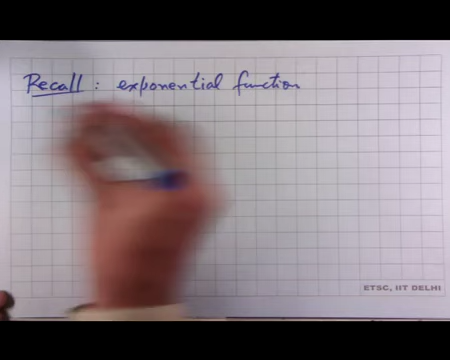 Recall : exponential function
ETSC, IIT DELHI